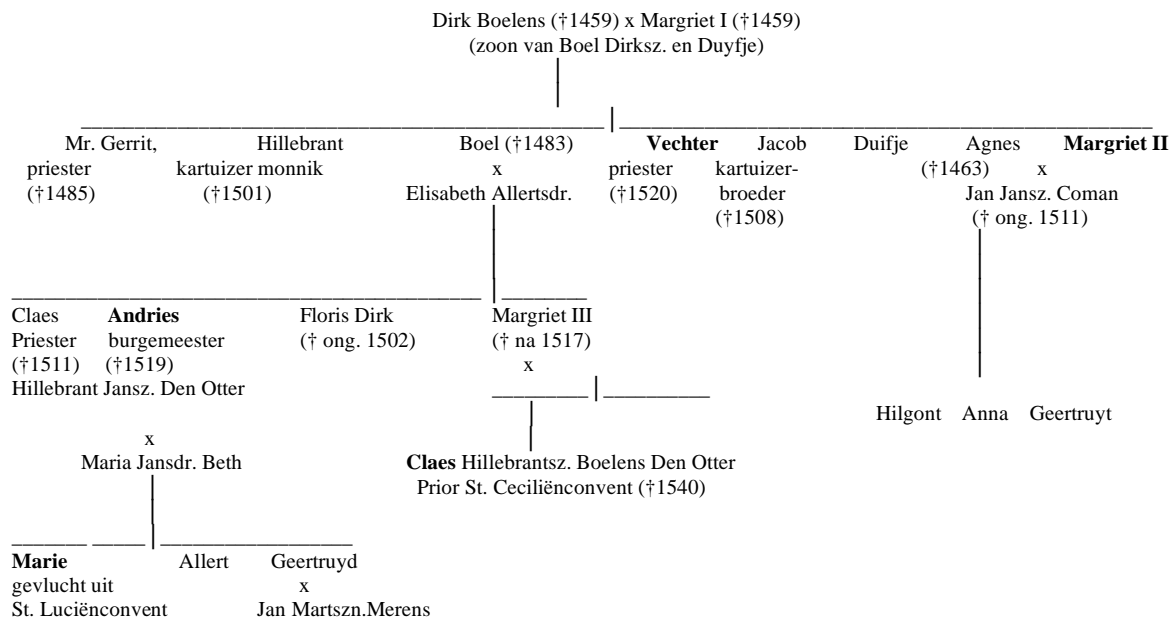 Dirk Boelens (†1459) x Margriet I (†1459)
(zoon van Boel Dirksz. en Duyfje)
Mr. Gerrit, Hillebrant Boel (†1483) Vechter Jacob Duifje Agnes Margriet II
priester kartuizer monnik x priester kartuizer- (†1463) x
(†1485) (†1501) Elisabeth Allertsdr. (†1520) broeder Jan Jansz. Coman
(†1508) († ong. 1511)
Claes Andries Floris Dirk Margriet III
Priester burgemeester († ong. 1502) († na 1517)
(†1511) (†1519) x
Hillebrant Jansz. Den Otter
Hilgont Anna Geertruyt
x
Maria Jansdr. Beth Claes Hillebrantsz. Boelens Den Otter
Prior St. Ceciliënconvent (†1540)
Marie Allert Geertruyd
gevlucht uit x
St. Luciënconvent Jan Martszn.Merens